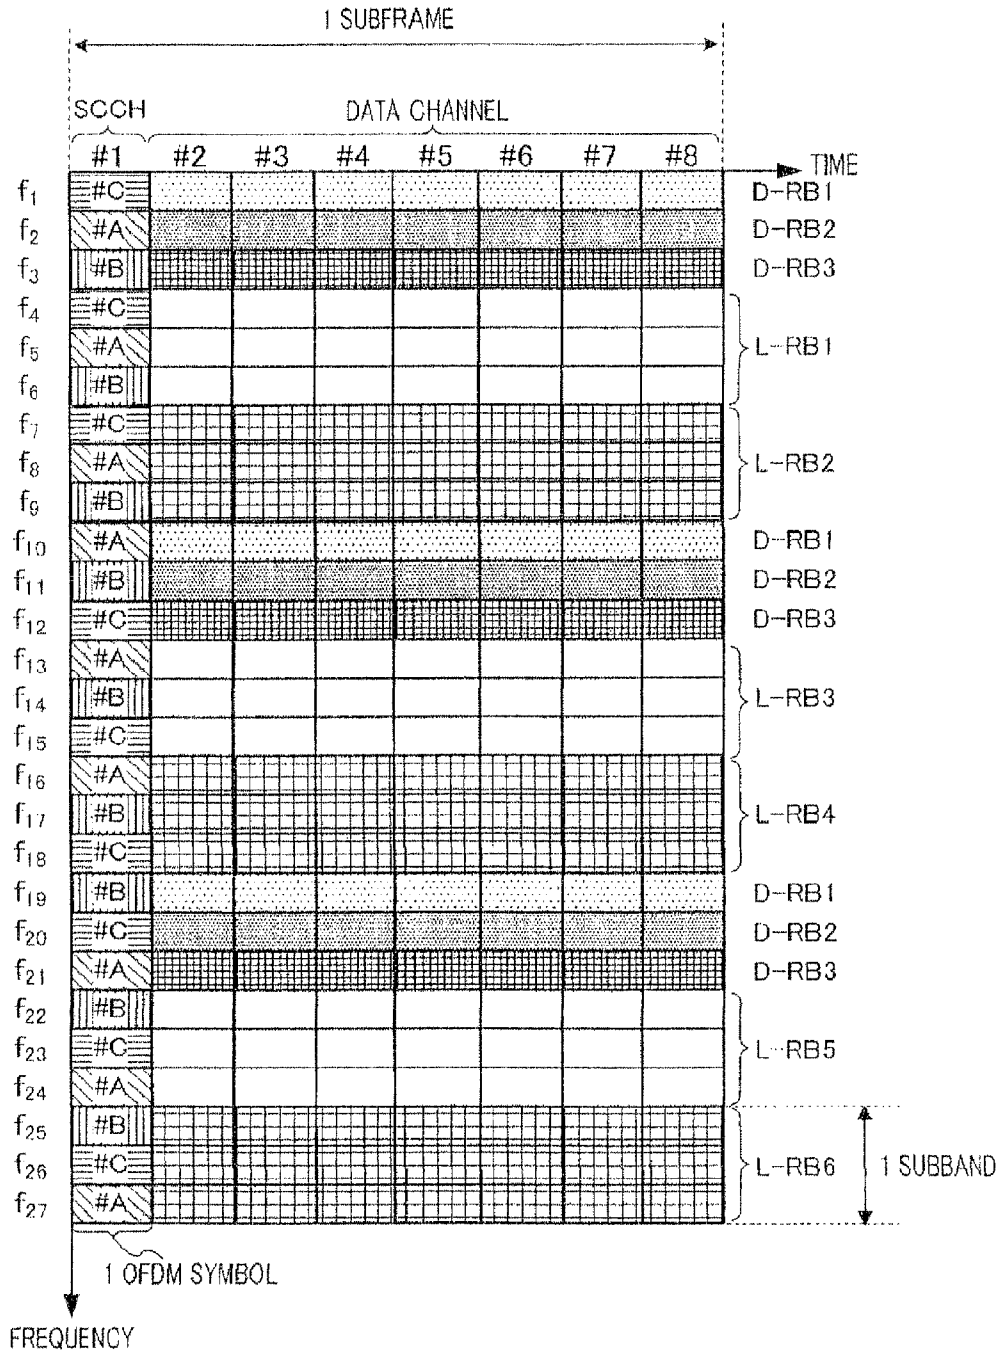 1 SUBFRAME
SCCH DATA CHANNEL
#1 #2 #3 #4 #5 #6 #7 #8 TIME
f1 #C D-RB1
f2 #A D-RB2
f3 #B D-RB3
f4 #C
f5 #A L-RB1
f6 #B
f7 #C
f8 #A L-RB2
f9 #B
f10 #A D-RB1
f11 #B D-RB2
f12 #C D-RB3
f13 #A
f14 #B L-RB3
f15 #C
f16 #A
f17 #B L-RB4
f18 #C
f19 #B D-RB1
f20 #C D-RB2
f21 #A D-RB3
f22 #B
f23 #C L-RB5
f24 #A
f25 #B
f26 #C L-RB6 1 SUBBAND
f27 #A
1 OFDM SYMBOL
FREQUENCY